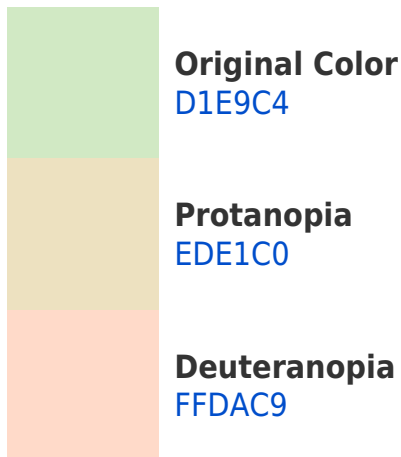 Original Color
D1E9C4
Protanopia
EDE1C0
Deuteranopia
FFDAC9